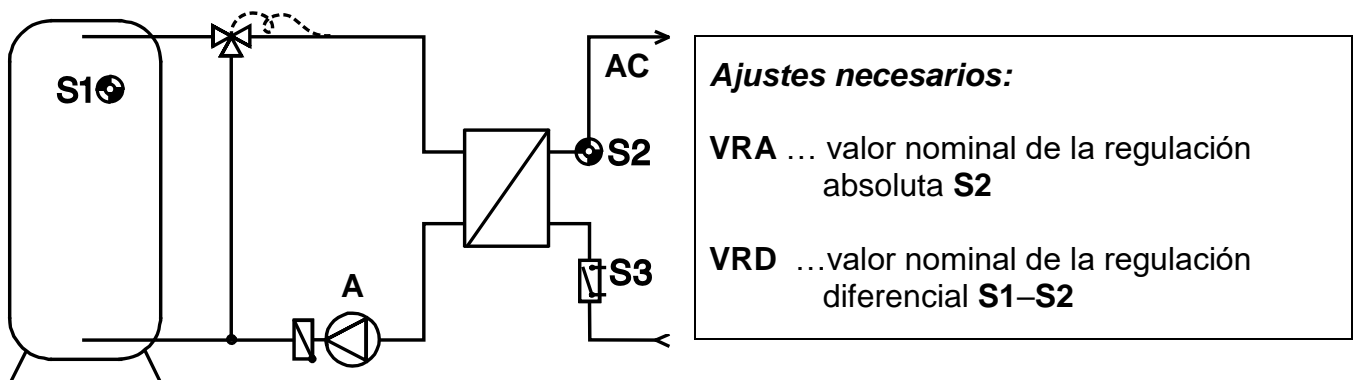 S1
AC
S2
S3
A
Ajustes necesarios:
VRA … valor nominal de la regulación
absoluta S2
VRD …valor nominal de la regulación
diferencial S1–S2